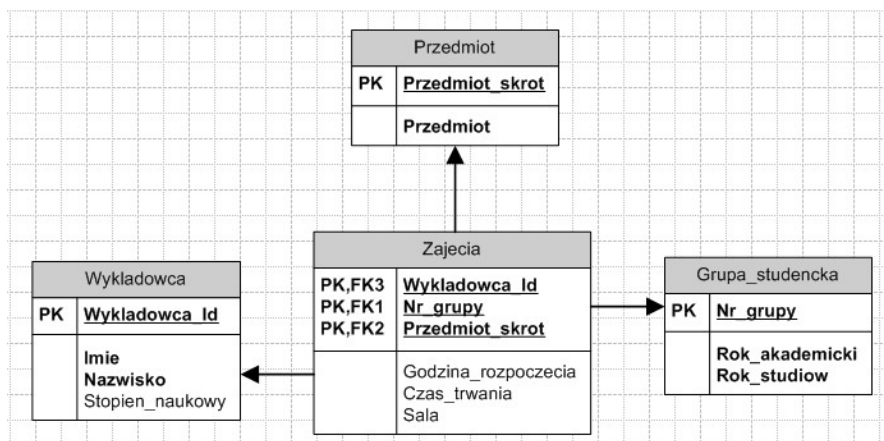 Przedmiot
PK Przedmiot_skrot
Przedmiot
Zajecia
PK,FK3 Wykladowca_Id
PK,FK1 Nr_grupy
PK,FK2 Przedmiot_skrot
Godzina_rozpoczecia
Czas_trwania
Sala
Wykladowca
PK Wykladowca_Id
Imie
Nazwisko
Stopien_naukowy
Grupa_studencka
PK Nr_grupy
Rok_akademicki
Rok_studiow